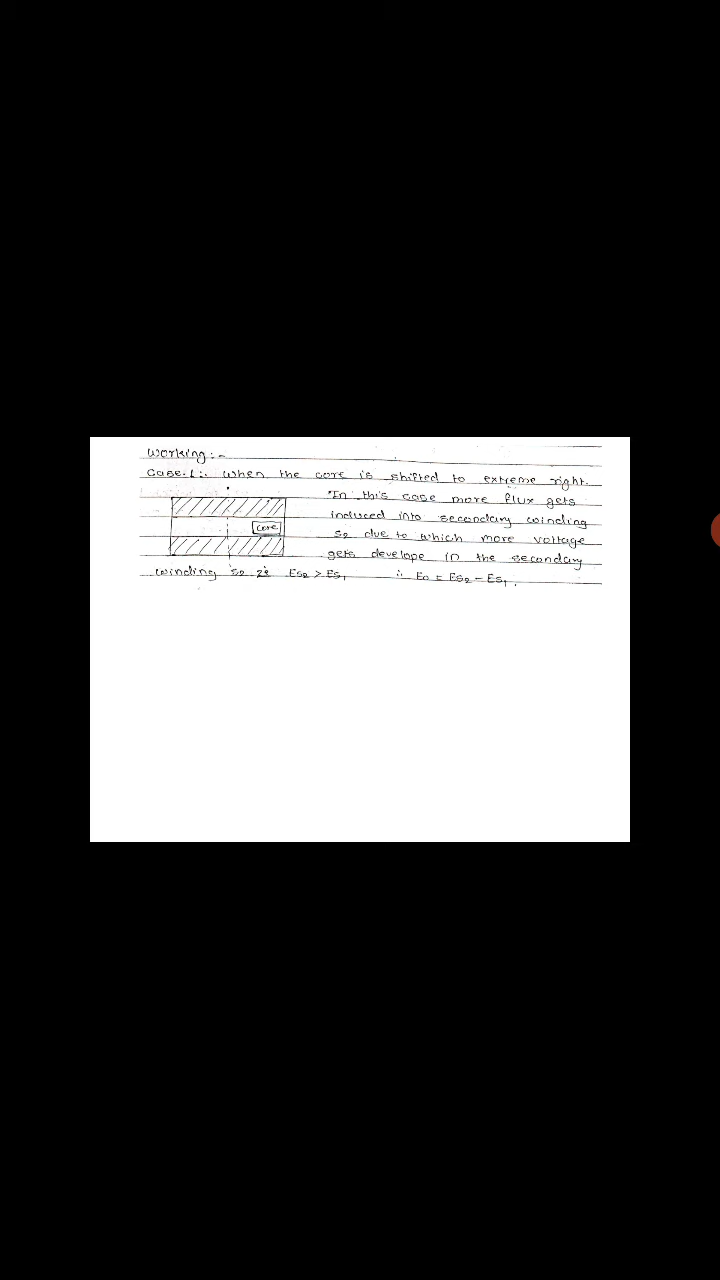 Working :-
Case.1:- When the core is shifted to extreme right.
"In this case more flux gets
induced into secondary winding
core
S2 due to which more voltage
gets develope in the secondary
winding S2 ie ES2 > ES1 ∴ E0 = ES2 - ES1.